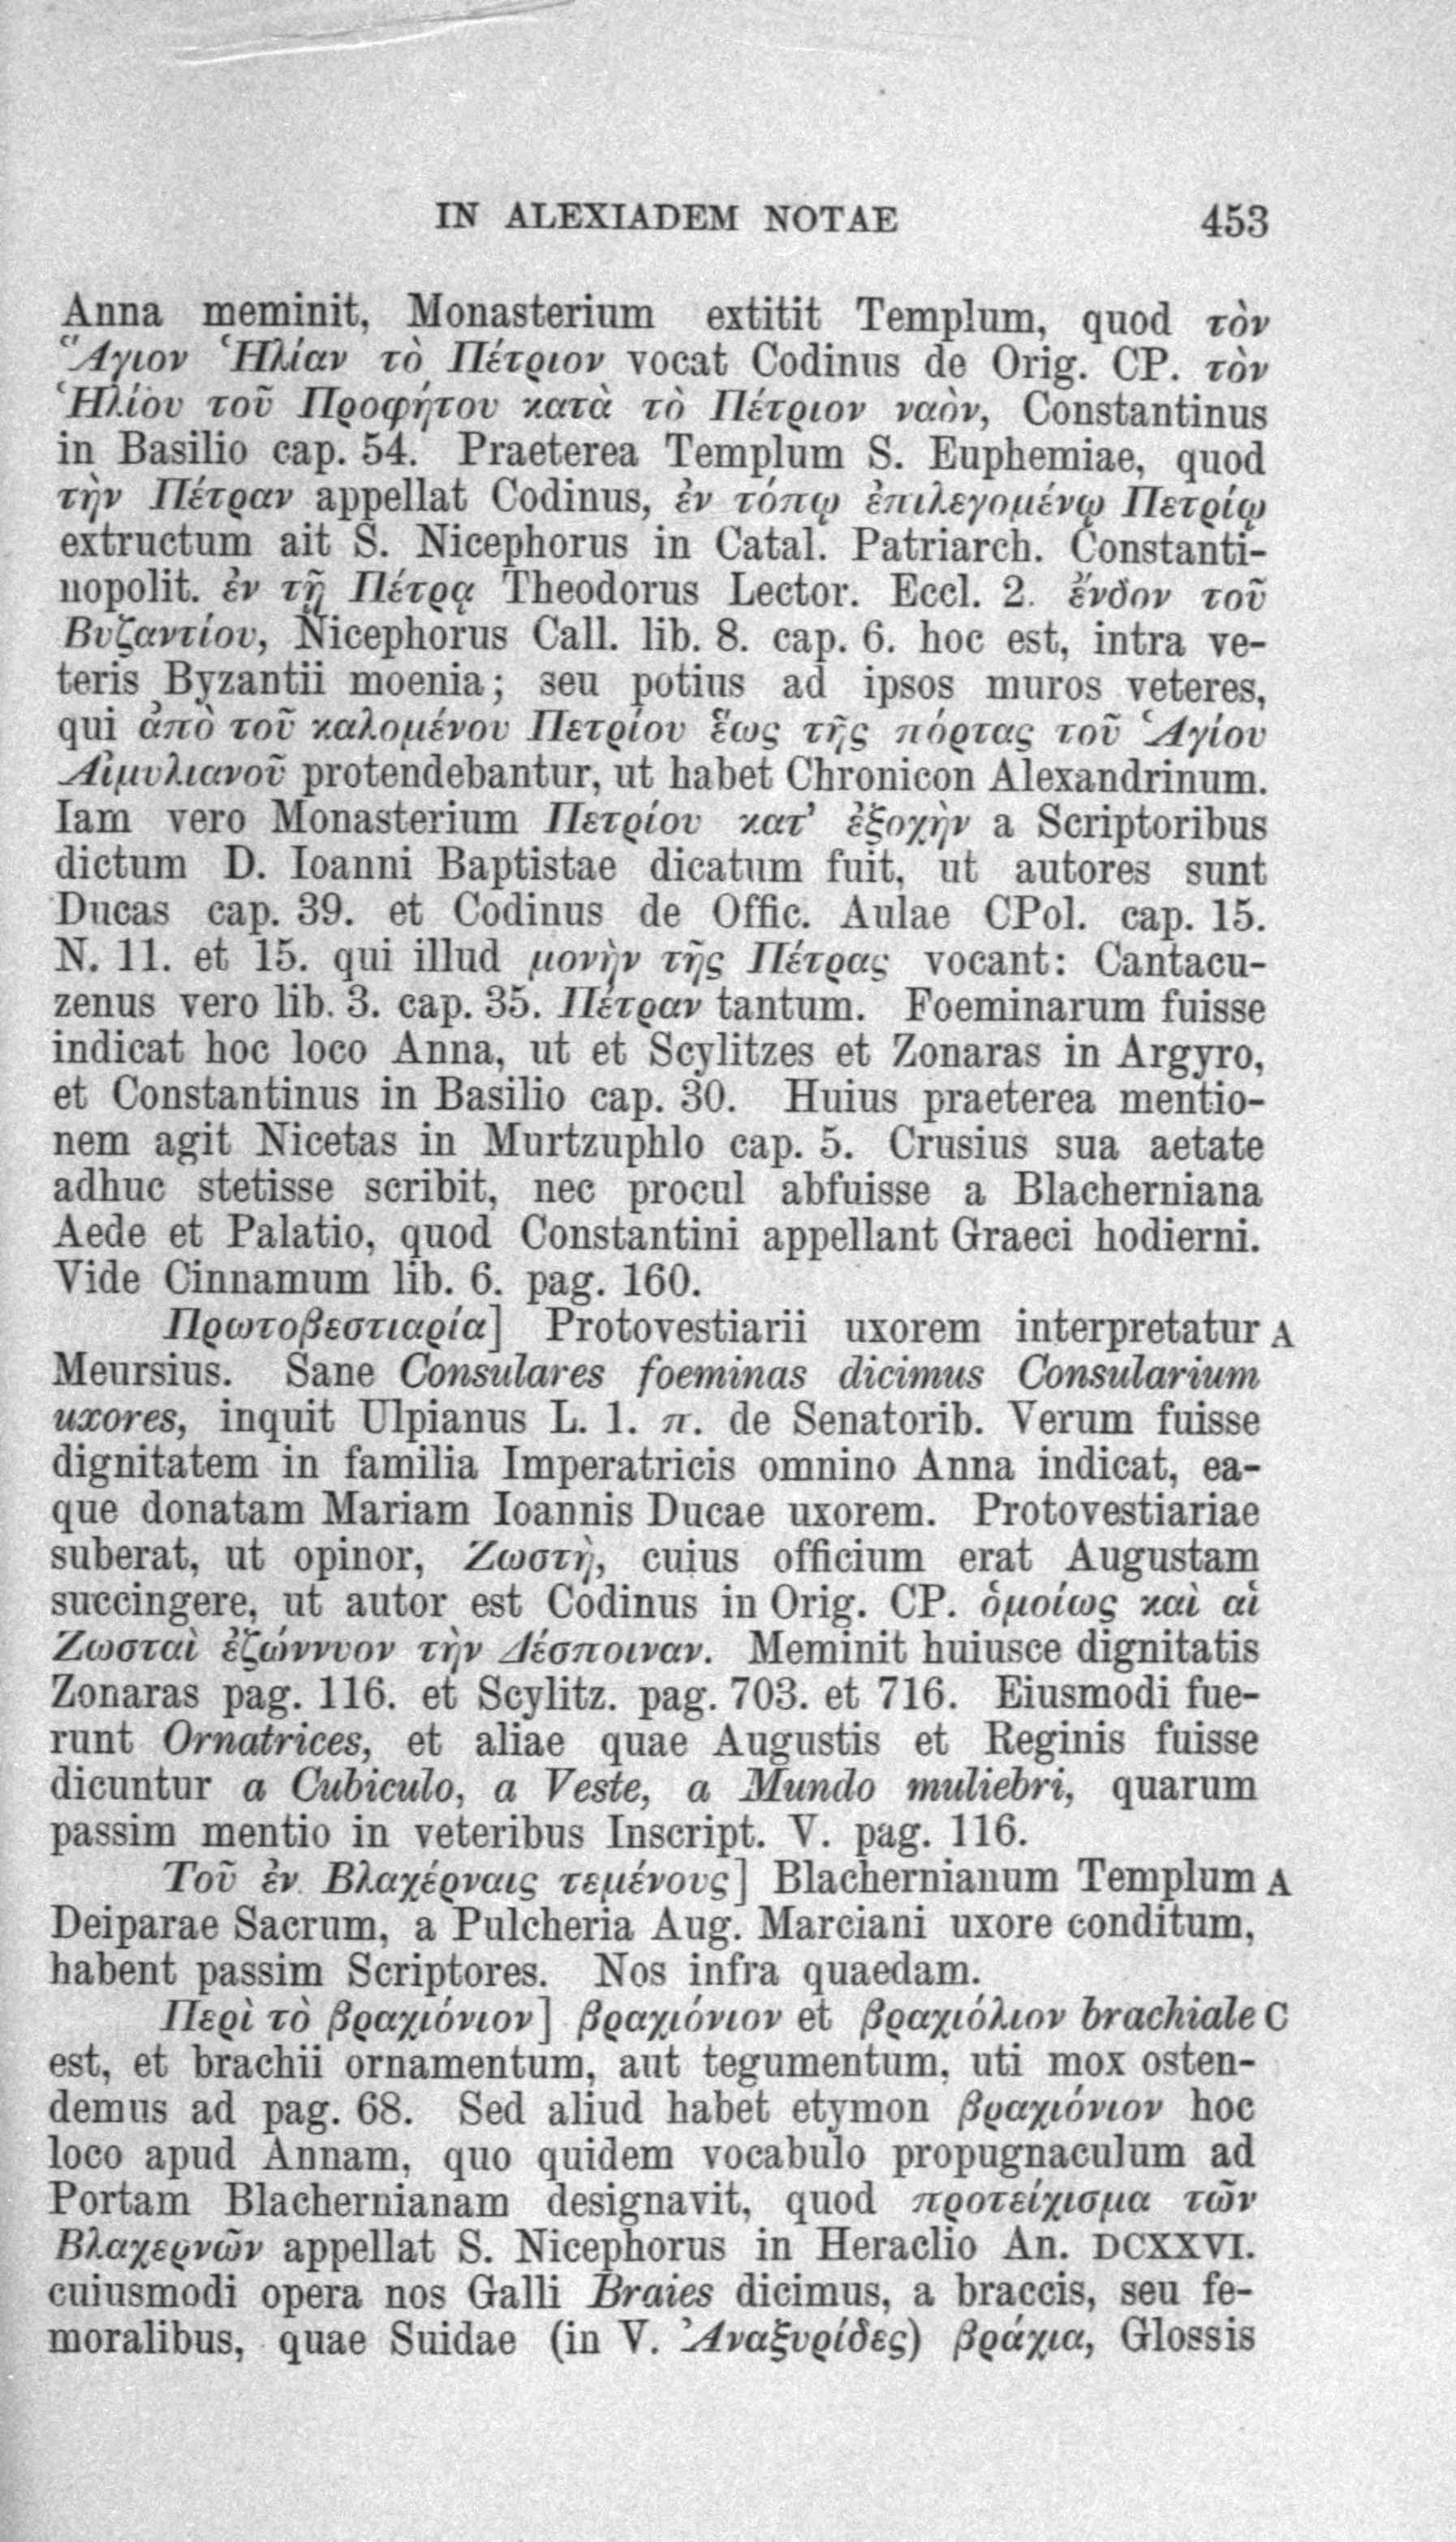 IN ALEXIADEM NOTAE 453
Anna meminit, Monasterium extitit Templum, quod τὸν
Ἅγιον Ἡλίαν τὸ Πέτριον vocat Codinus de Orig. CP. τὸν
Ἡλίου τοῦ Προφήτου κατὰ τὸ Πέτριον ναὸν, Constantinus
in Basilio cap. 54. Praeterea Templum S. Euphemiae, quod
τὴν Πέτραν appellat Codinus, ἐν τόπῳ ἐπιλεγομένῳ Πετρίῳ
extructum ait S. Nicephorus in Catal. Patriarch. Constanti-
nopolit. ἐν τῇ Πέτρᾳ Theodorus Lector. Eccl. 2. ἔνδον τοῦ
Βυζαντίου, Nicephorus Call. lib. 8. cap. 6. hoc est, intra ve-
teris Byzantii moenia; seu potius ad ipsos muros veteres,
qui ἀπὸ τοῦ καλομένου Πετρίου ἕως τῆς πόρτας τοῦ Ἁγίου
Αἰμυλιανοῦ protendebantur, ut habet Chronicon Alexandrinum.
Iam vero Monasterium Πετρίου κατ' ἐξοχὴν a Scriptoribus
dictum D. Ioanni Baptistae dicatum fuit, ut autores sunt
Ducas cap. 39. et Codinus de Offic. Aulae CPol. cap. 15.
N. 11. et 15. qui illud μονὴν τῆς Πέτρας vocant: Cantacu-
zenus vero lib. 3. cap. 35. Πέτραν tantum. Foeminarum fuisse
indicat hoc loco Anna, ut et Scylitzes et Zonaras in Argyro,
et Constantinus in Basilio cap. 30. Huius praeterea mentio-
nem agit Nicetas in Murtzuphlo cap. 5. Crusius sua aetate
adhuc stetisse scribit, nec procul abfuisse a Blacherniana
Aede et Palatio, quod Constantini appellant Graeci hodierni.
Vide Cinnamum lib. 6. pag. 160.
Πρωτοβεστιαρία] Protovestiarii uxorem interpretatur A
Meursius. Sane Consulares foeminas dicimus Consularium
uxores, inquit Ulpianus L. 1. π. de Senatorib. Verum fuisse
dignitatem in familia Imperatricis omnino Anna indicat, ea-
que donatam Mariam Ioannis Ducae uxorem. Protovestiariae
suberat, ut opinor, Ζωστὴ, cuius officium erat Augustam
succingere, ut autor est Codinus in Orig. CP. ὁμοίως καὶ αἱ
Ζωσταὶ ἐζώννυον τὴν Δέσποιναν. Meminit huiusce dignitatis
Zonaras pag. 116. et Scylitz. pag. 703. et 716. Eiusmodi fue-
runt Ornatrices, et aliae quae Augustis et Reginis fuisse
dicuntur a Cubiculo, a Veste, a Mundo muliebri, quarum
passim mentio in veteribus Inscript. V. pag. 116.
Τοῦ ἐν Βλαχέρναις τεμένους] Blachernianum Templum A
Deiparae Sacrum, a Pulcheria Aug. Marciani uxore conditum,
habent passim Scriptores. Nos infra quaedam.
Περὶ τὸ βραχιόνιον] βραχιόνιον et βραχιόλιον brachiale C
est, et brachii ornamentum, aut tegumentum, uti mox osten-
demus ad pag. 68. Sed aliud habet etymon βραχιόνιον hoc
loco apud Annam, quo quidem vocabulo propugnaculum ad
Portam Blachernianam designavit, quod προτείχισμα τῶν
Βλαχερνῶν appellat S. Nicephorus in Heraclio An. DCXXVI.
cuiusmodi opera nos Galli Braies dicimus, a braccis, seu fe-
moralibus, quae Suidae (in V. Ἀναξυρίδες) βράχια, Glossis